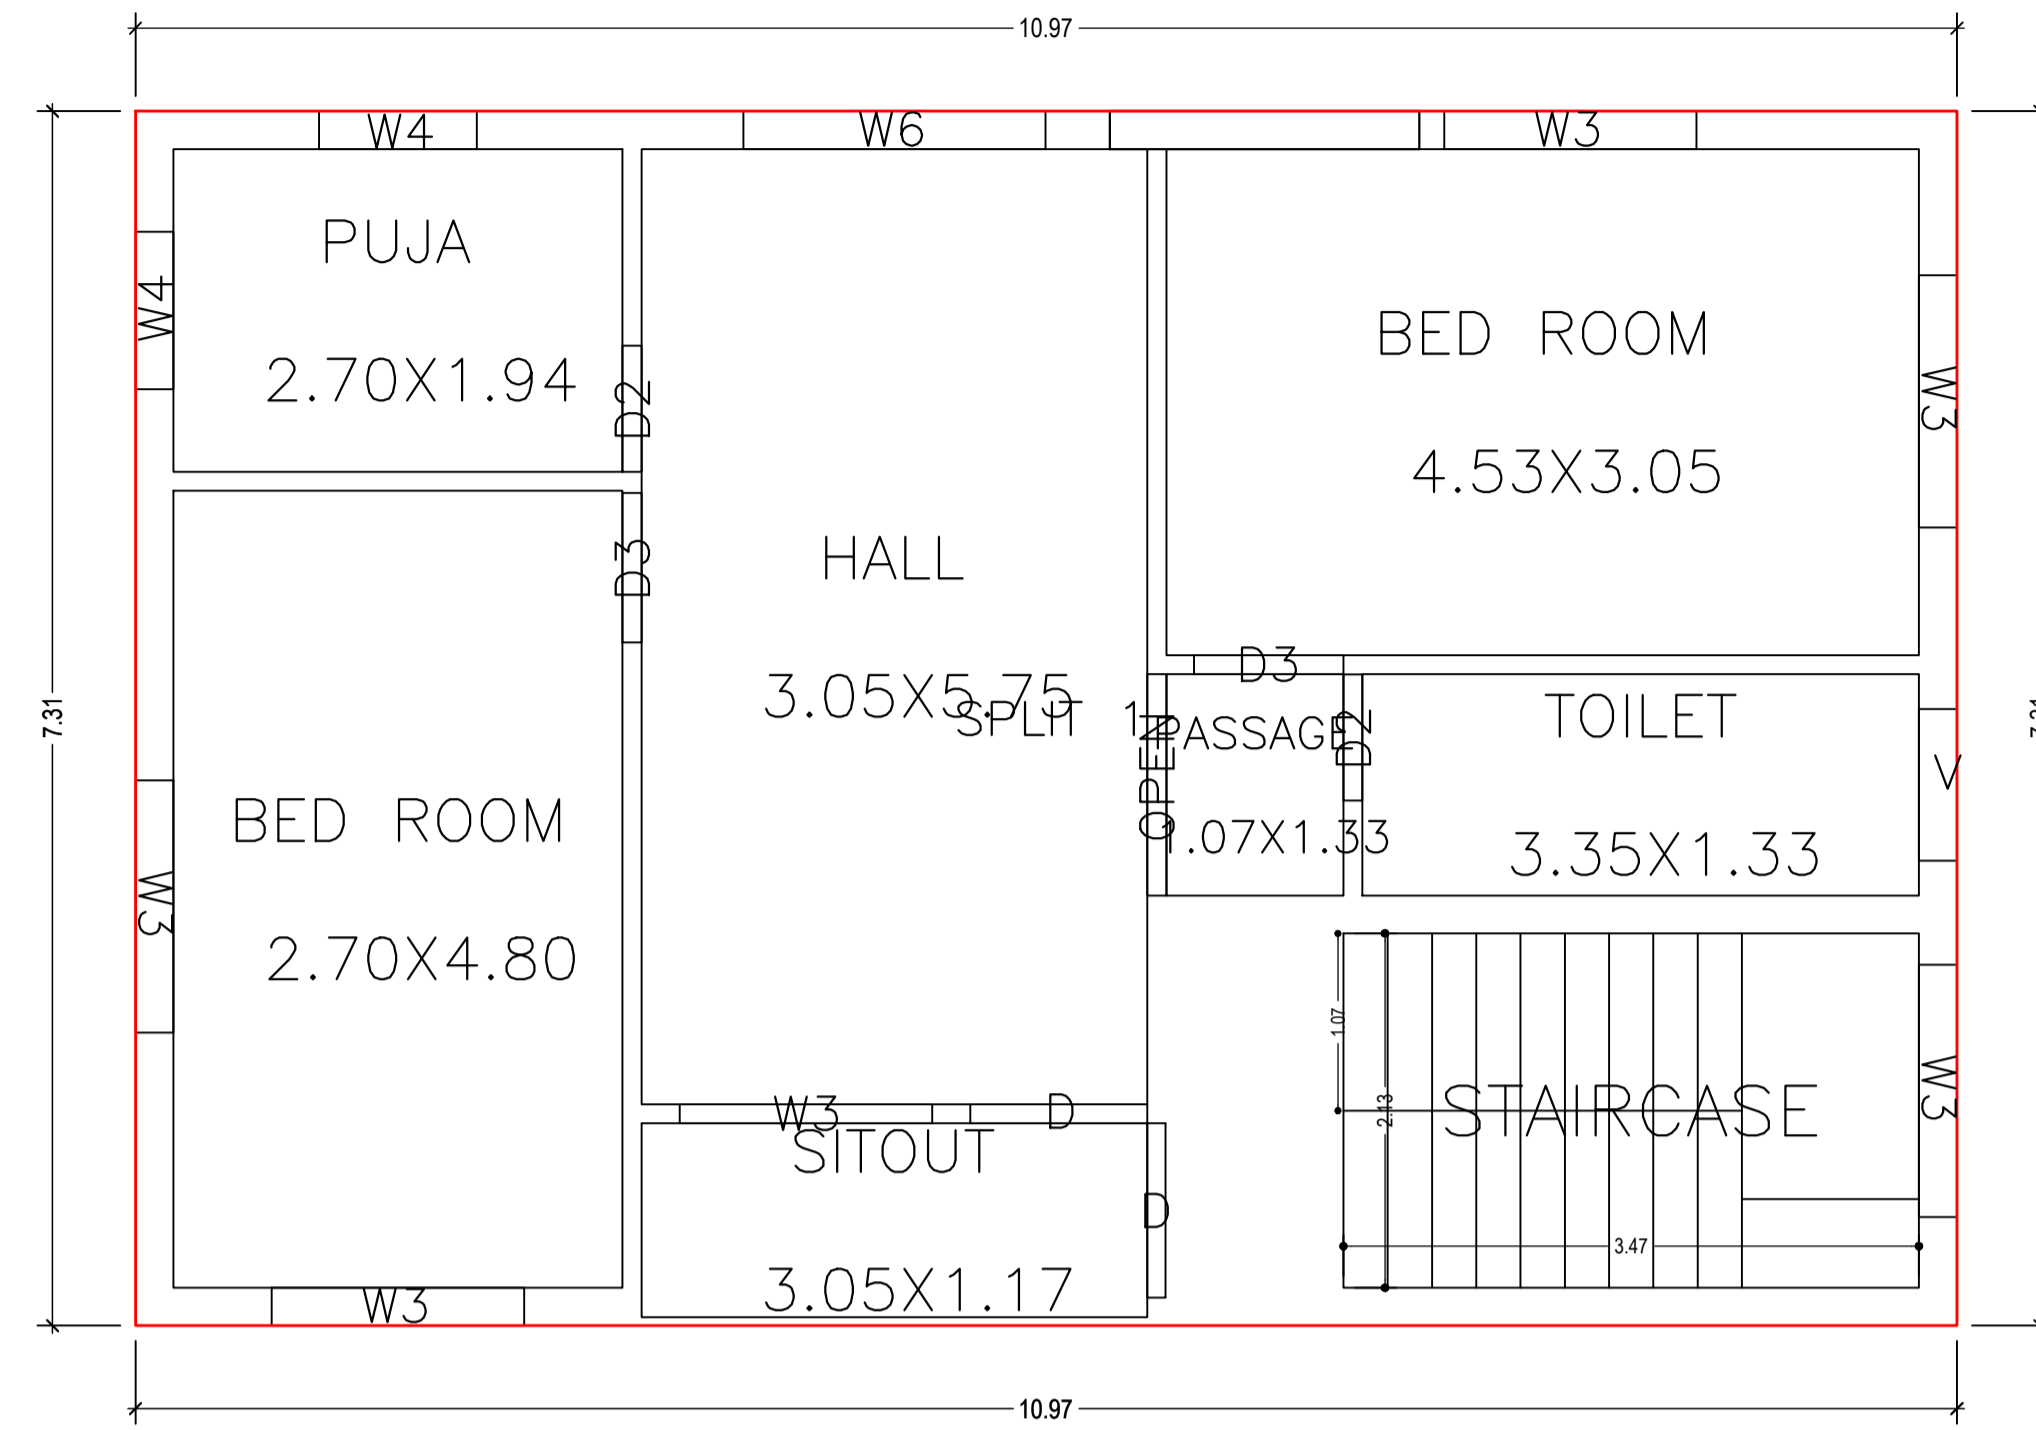 10.97
W4
W6
W3
PUJA
W4
2.70X1.94
D2
BED ROOM
W3
4.53X3.05
7.31
HALL
D3
3.05X5.75
SPLIT 1
D3
OPEN
PASSAGE
1.07X1.33
D2
TOILET
V
3.35X1.33
BED ROOM
W3
2.70X4.80
1.07
2.13
STAIRCASE
W3
3.47
W3
D
SITOUT
D
3.05X1.17
W3
10.97